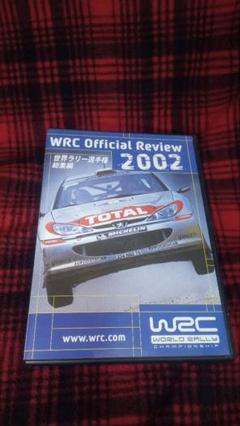 WRC Official Review
世界ラリー選手権
総集編
2002
TOTAL
MICHELIN
www.wrc.com
WRC
WORLD RALLY
CHAMPIONSHIP